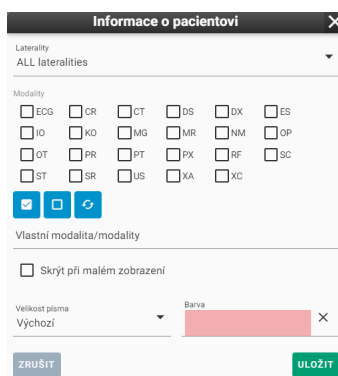 Informace o pacientovi
Laterality
ALL lateralities
Modality
ECG CR CT DS DX ES
IO KO MG MR NM OP
OT PR PT PX RF SC
ST SR US XA XC
Vlastní modalita/modality
Skrýt při malém zobrazení
Velikost písma Barva
Výchozí
ZRUŠIT ULOŽIT